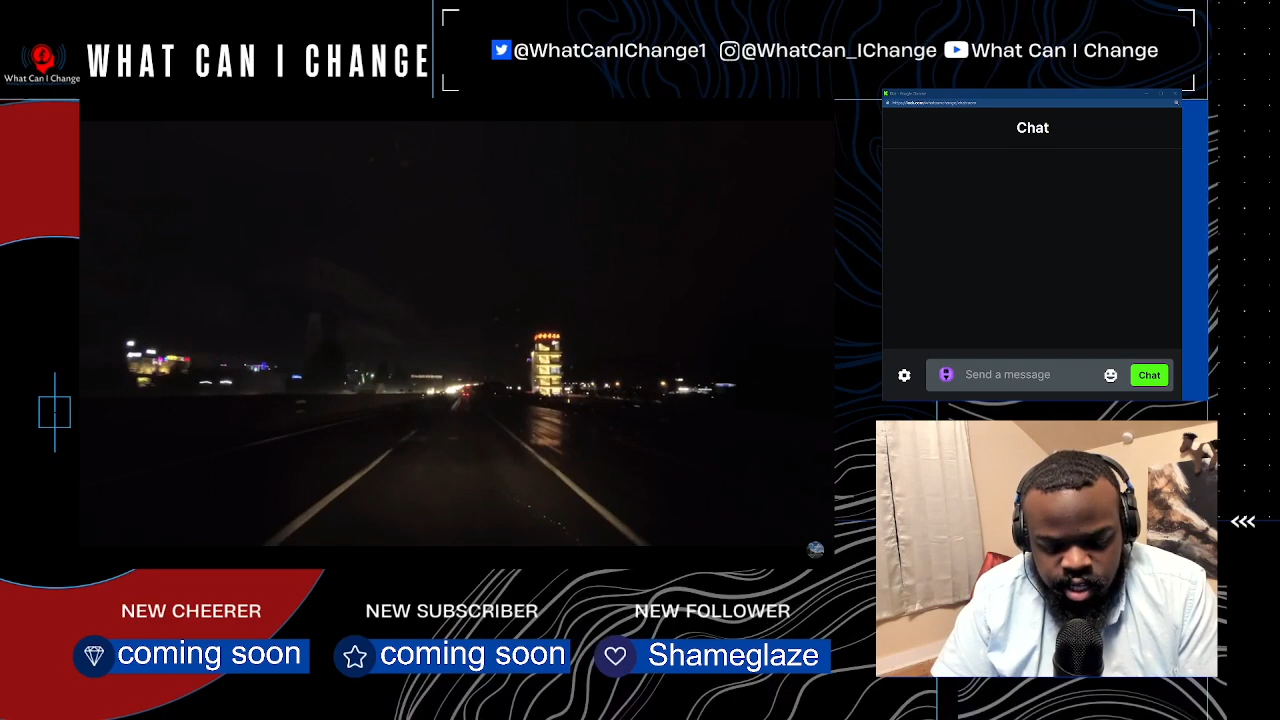 What Can I Change
WHAT CAN I CHANGE
@WhatCanIChange1 @WhatCan_IChange What Can I Change
Chat
Send a message
Chat
NEW CHEERER
coming soon
NEW SUBSCRIBER
coming soon
NEW FOLLOWER
Shameglaze